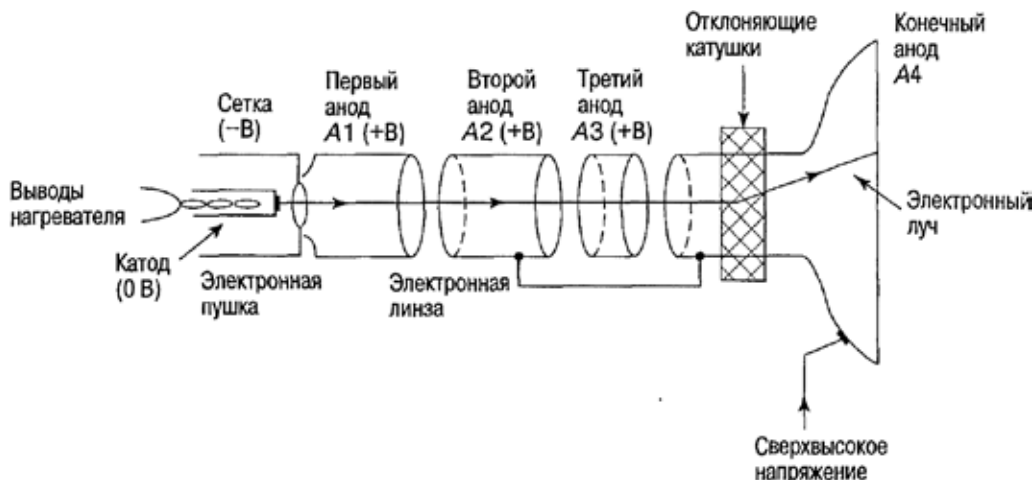 Отклоняющие
катушки
Конечный
анод
A4
Первый
анод
A1 (+В)
Второй
анод
A2 (+В)
Третий
анод
A3 (+В)
Сетка
(–В)
Выводы
нагревателя
Электронный
луч
Катод
(0 В)
Электронная
пушка
Электронная
линза
Сверхвысокое
напряжение